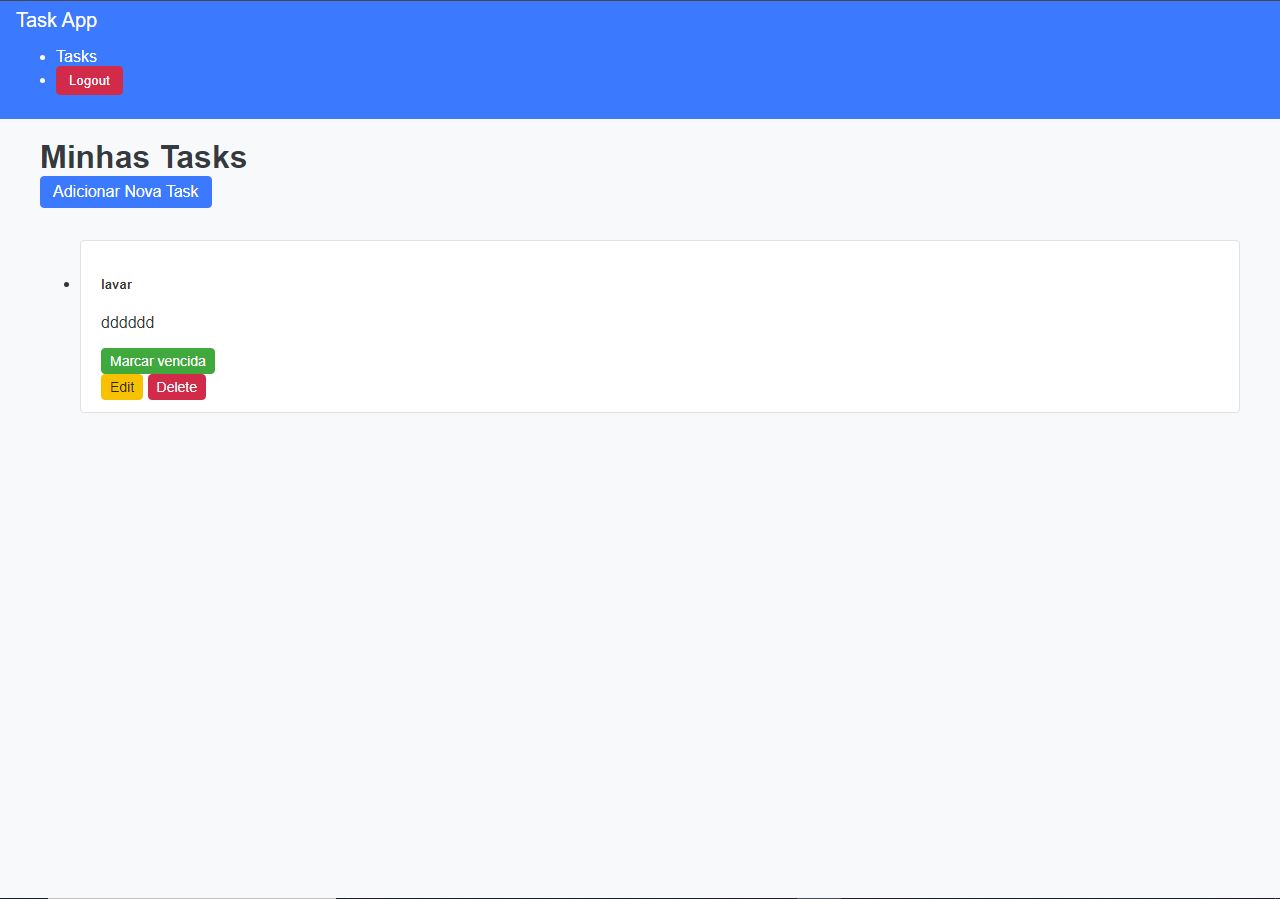 Task App
Tasks
Logout
Minhas Tasks
Adicionar Nova Task
lavar
dddddd
Marcar vencida
Edit Delete